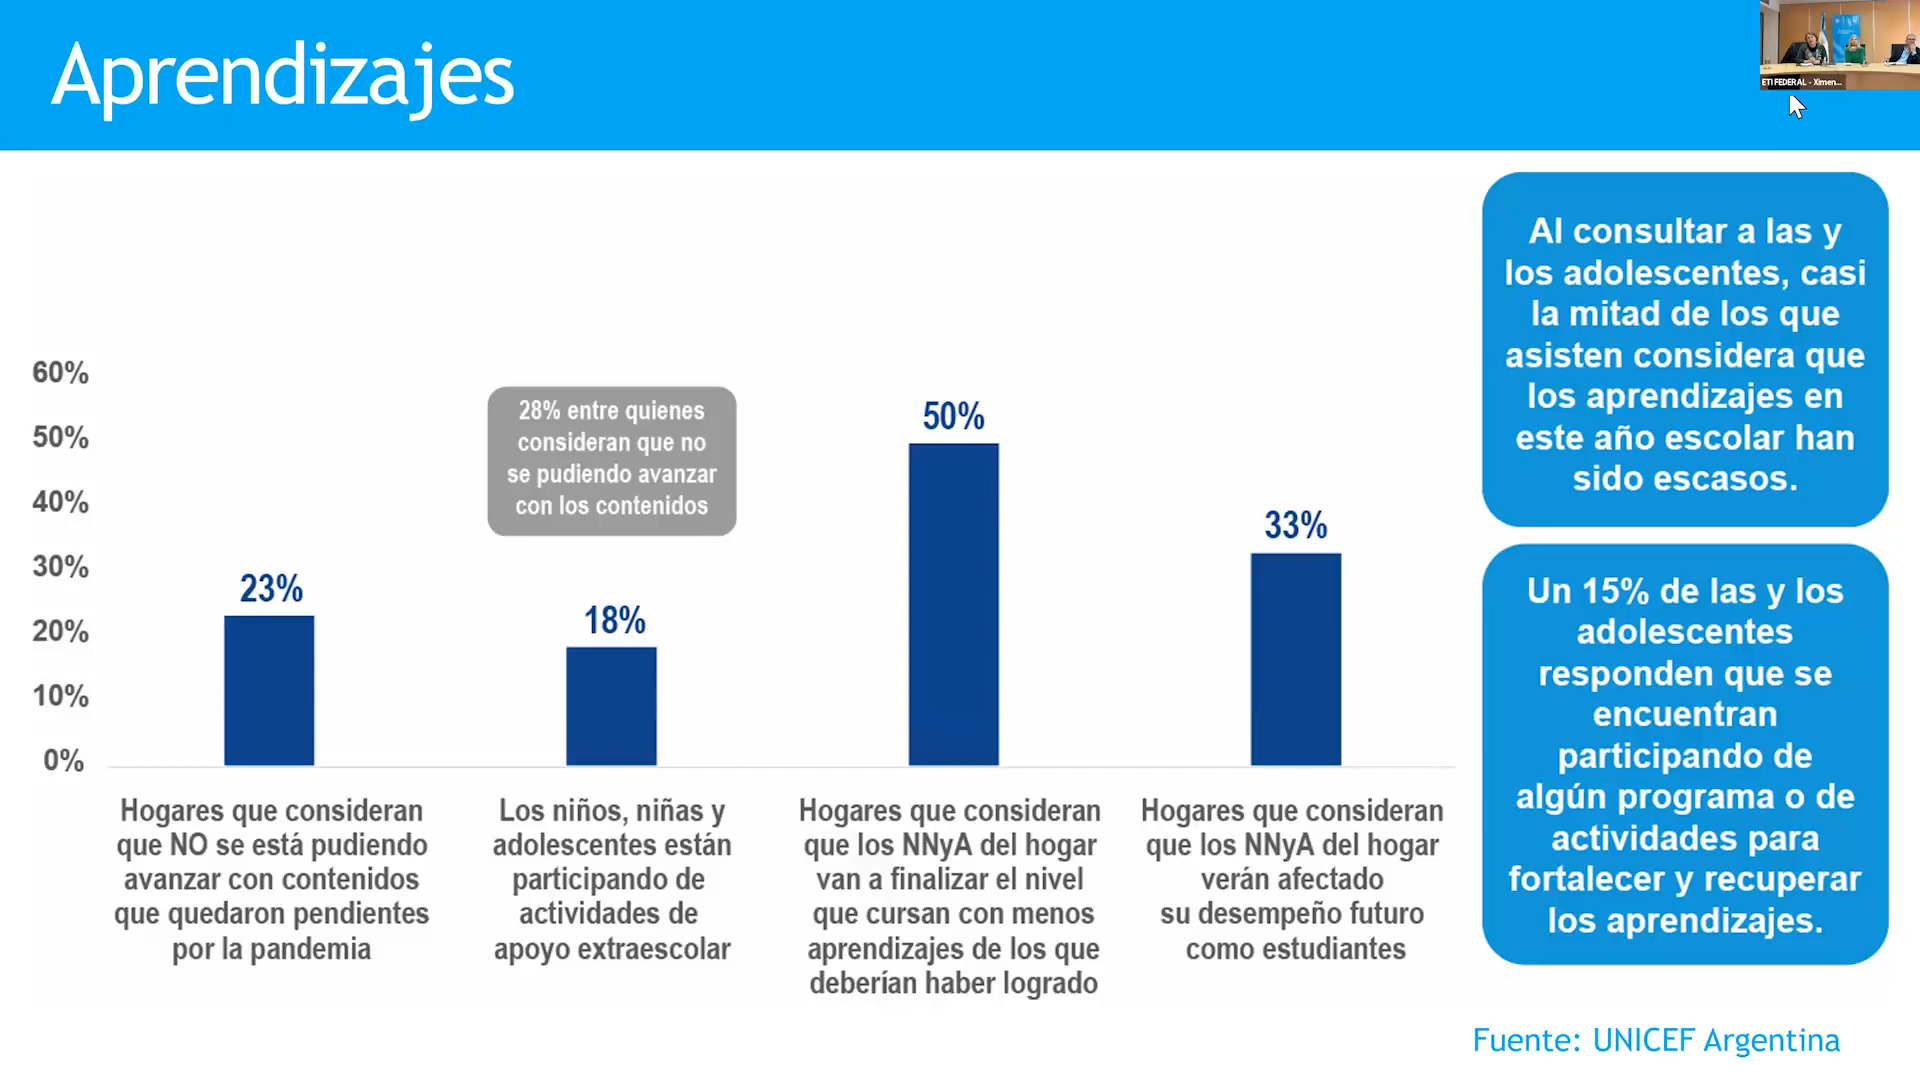 Aprendizajes
ETI FEDERAL - Ximen...
60%
50%
40%
30%
20%
10%
0%
28% entre quienes
consideran que no
se pudiendo avanzar
con los contenidos
23%
18%
50%
33%
Hogares que consideran
que NO se está pudiendo
avanzar con contenidos
que quedaron pendientes
por la pandemia
Los niños, niñas y
adolescentes están
participando de
actividades de
apoyo extraescolar
Hogares que consideran
que los NNyA del hogar
van a finalizar el nivel
que cursan con menos
aprendizajes de los que
deberían haber logrado
Hogares que consideran
que los NNyA del hogar
verán afectado
su desempeño futuro
como estudiantes
Al consultar a las y
los adolescentes, casi
la mitad de los que
asisten considera que
los aprendizajes en
este año escolar han
sido escasos.
Un 15% de las y los
adolescentes
responden que se
encuentran
participando de
algún programa o de
actividades para
fortalecer y recuperar
los aprendizajes.
Fuente: UNICEF Argentina